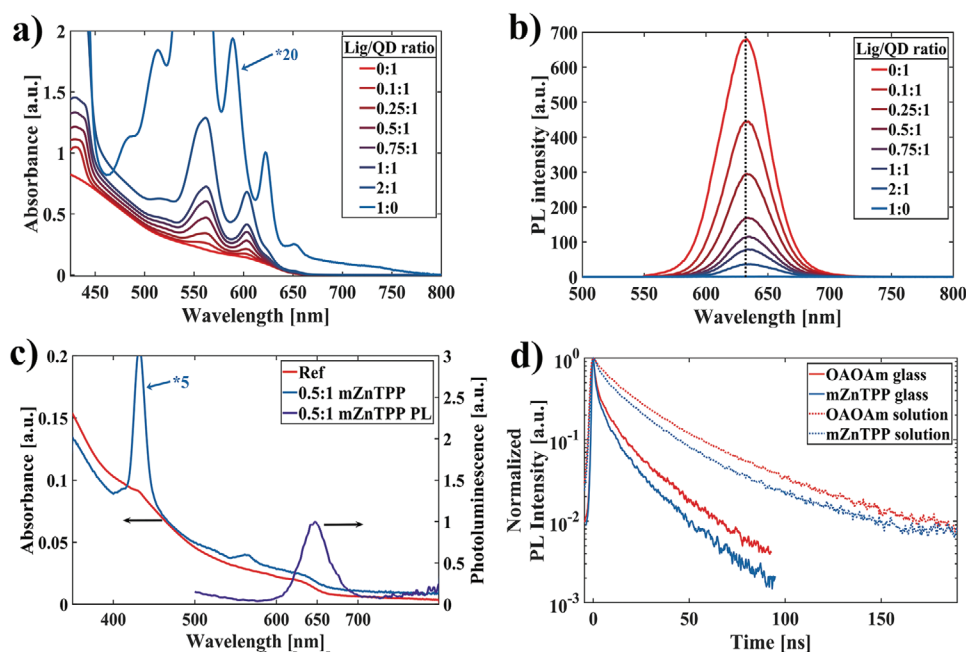 a)
2
1.5
1
0.5
0
Absorbance [a.u.]
450 500 550 600 650 700 750 800
Wavelength [nm]
*20
Lig/QD ratio
0:1
0.1:1
0.25:1
0.5:1
0.75:1
1:1
2:1
1:0
b)
700
600
500
400
300
200
100
0
PL intensity [a.u.]
500 550 600 650 700 750 800
Wavelength [nm]
Lig/QD ratio
0:1
0.1:1
0.25:1
0.5:1
0.75:1
1:1
2:1
1:0
c)
0.2
0.15
0.1
0.05
0
Absorbance [a.u.]
400 500 600 700
Wavelength [nm]
*5
Ref
0.5:1 mZnTPP
0.5:1 mZnTPP PL
3
2.5
2
1.5
1
0.5
0
Photoluminescence [a.u.]
d)
10⁰
10⁻¹
10⁻²
10⁻³
Normalized
PL Intensity [a.u.]
0 50 100 150
Time [ns]
OAOAm glass
mZnTPP glass
OAOAm solution
mZnTPP solution